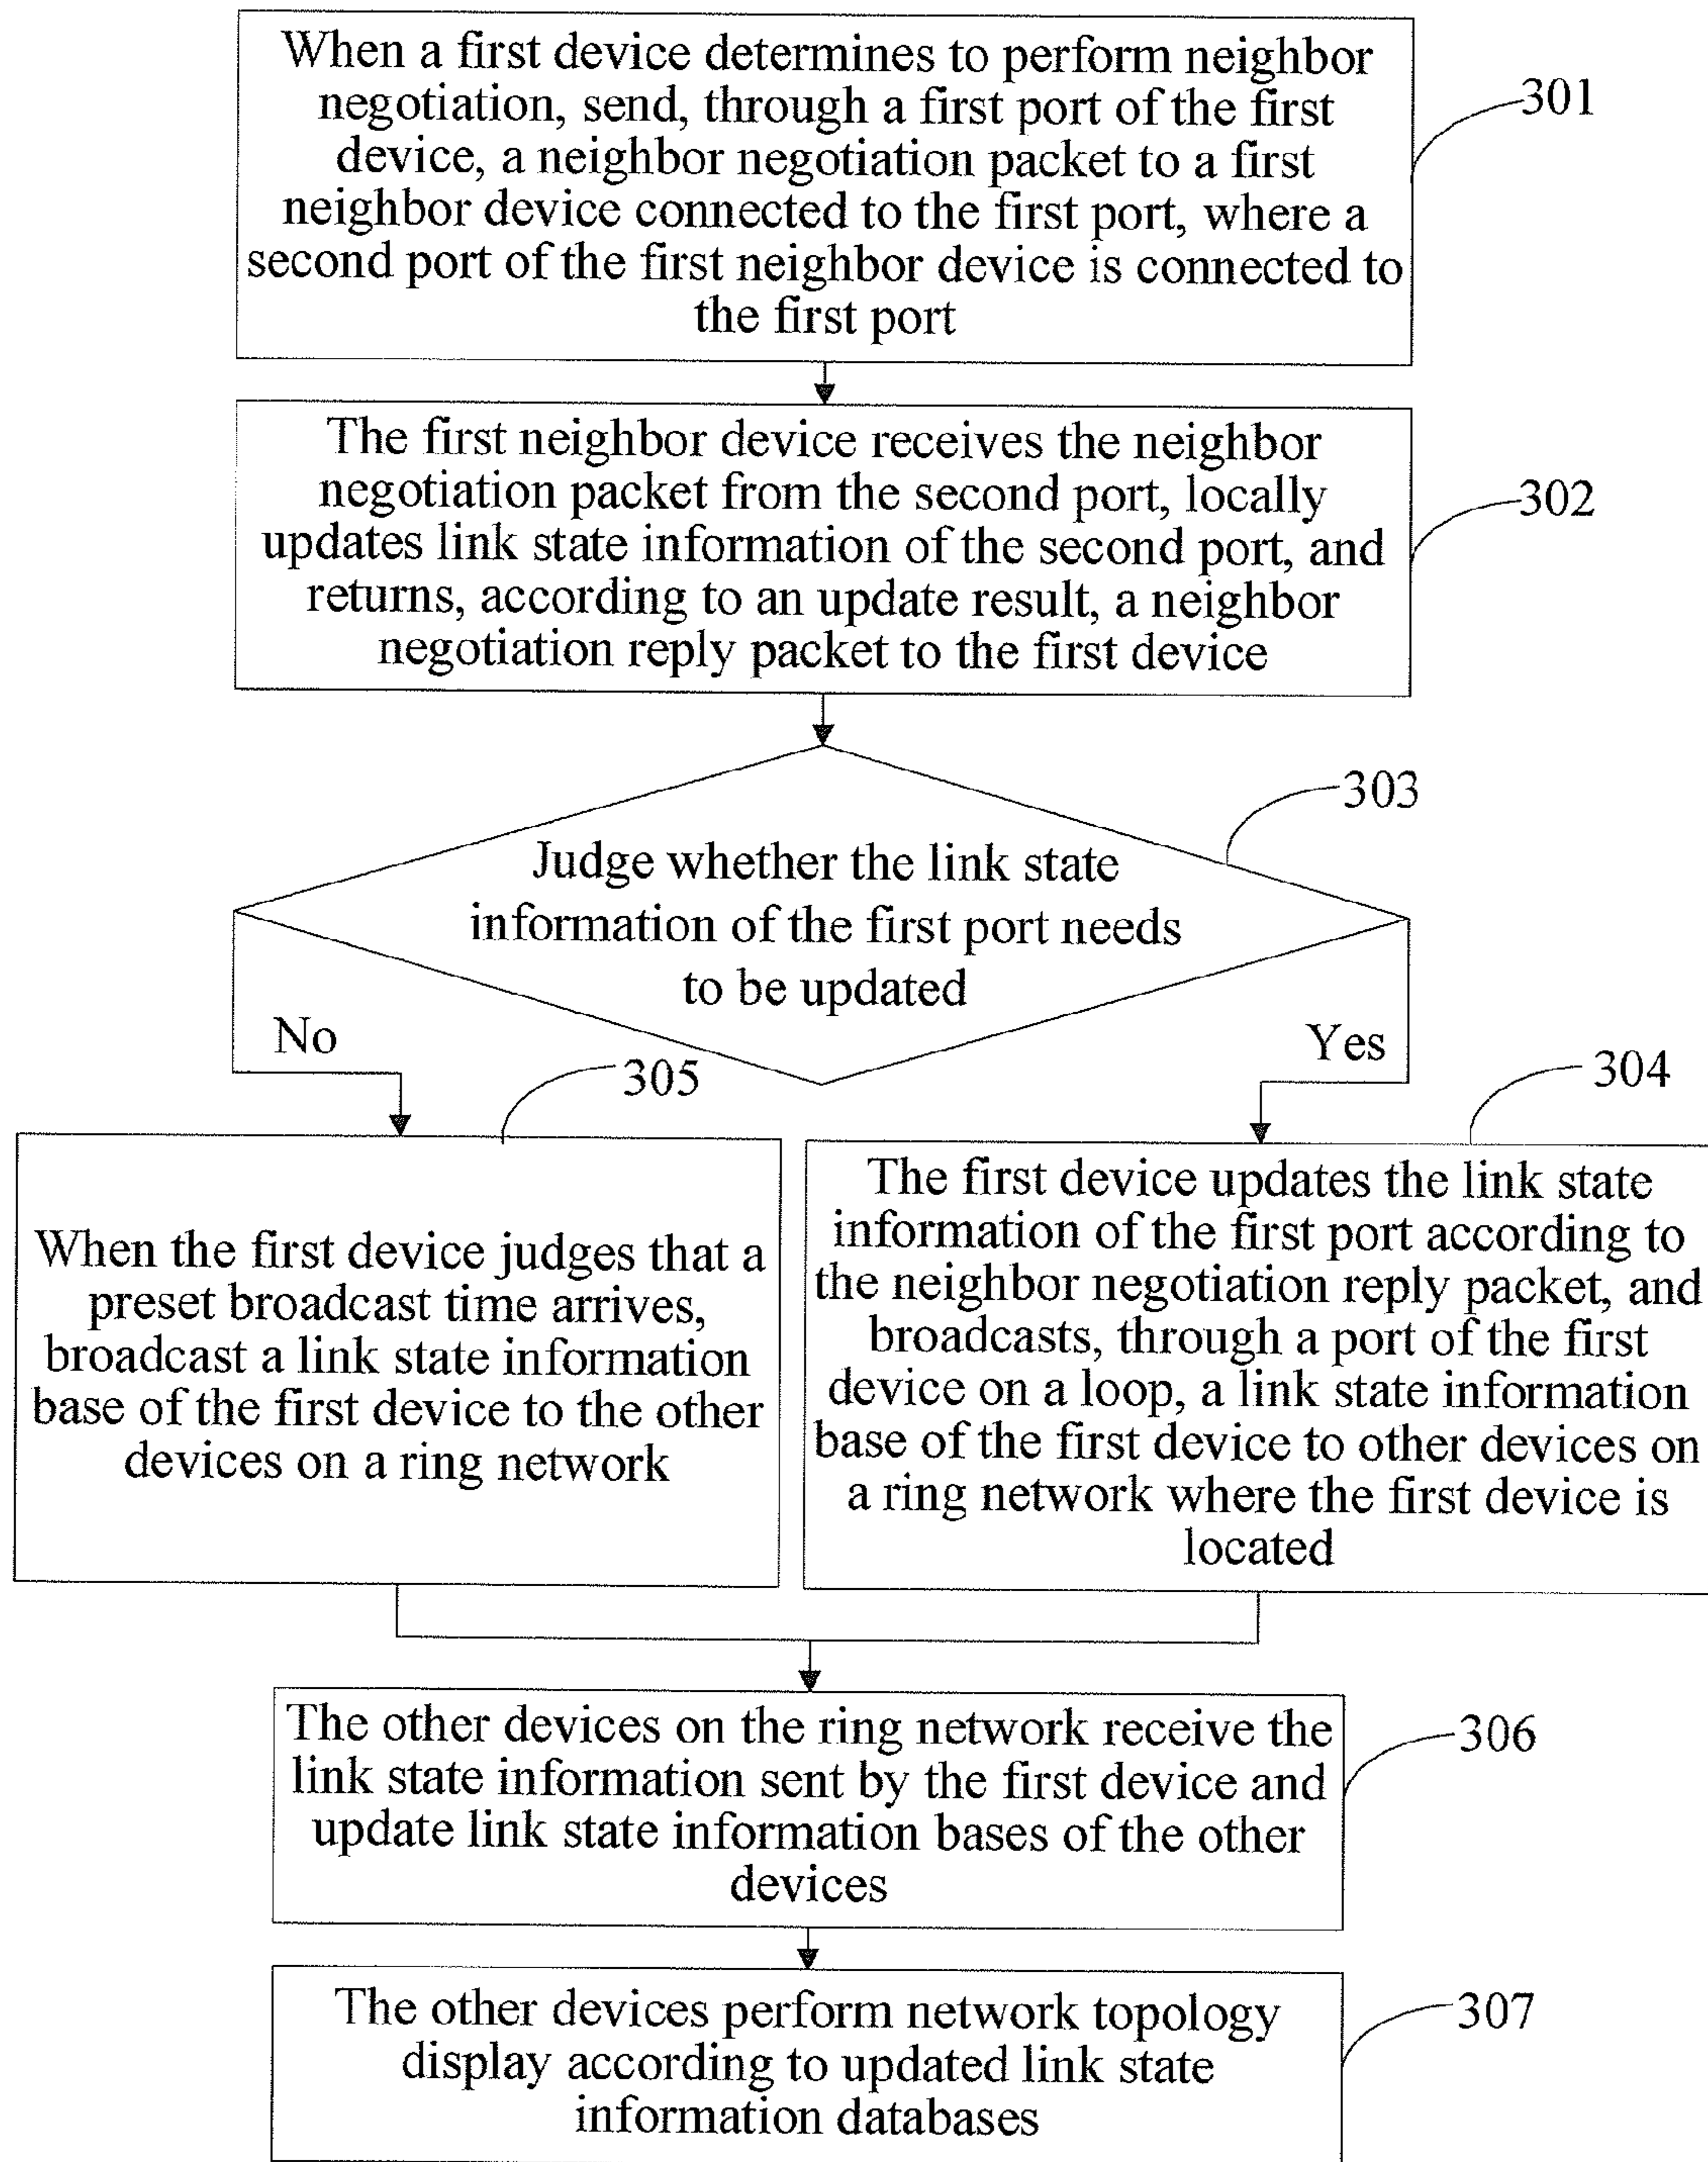 When a first device determines to perform neighbor
negotiation, send, through a first port of the first
device, a neighbor negotiation packet to a first
neighbor device connected to the first port, where a
second port of the first neighbor device is connected to
the first port
301
The first neighbor device receives the neighbor
negotiation packet from the second port, locally
updates link state information of the second port, and
returns, according to an update result, a neighbor
negotiation reply packet to the first device
302
303
Judge whether the link state
information of the first port needs
to be updated
No
Yes
305
304
When the first device judges that a
preset broadcast time arrives,
broadcast a link state information
base of the first device to the other
devices on a ring network
The first device updates the link state
information of the first port according to
the neighbor negotiation reply packet, and
broadcasts, through a port of the first
device on a loop, a link state information
base of the first device to other devices on
a ring network where the first device is
located
The other devices on the ring network receive the
link state information sent by the first device and
update link state information bases of the other
devices
306
The other devices perform network topology
display according to updated link state
information databases
307